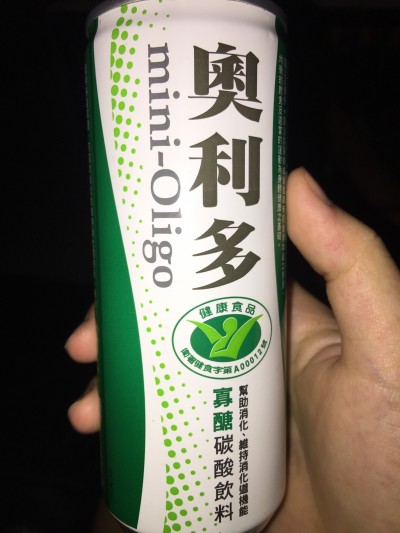 奧利多
mini-Oligo
健康食品
衛署健食字第A00012號
幫助消化、維持消化道機能
寡醣碳酸飲料